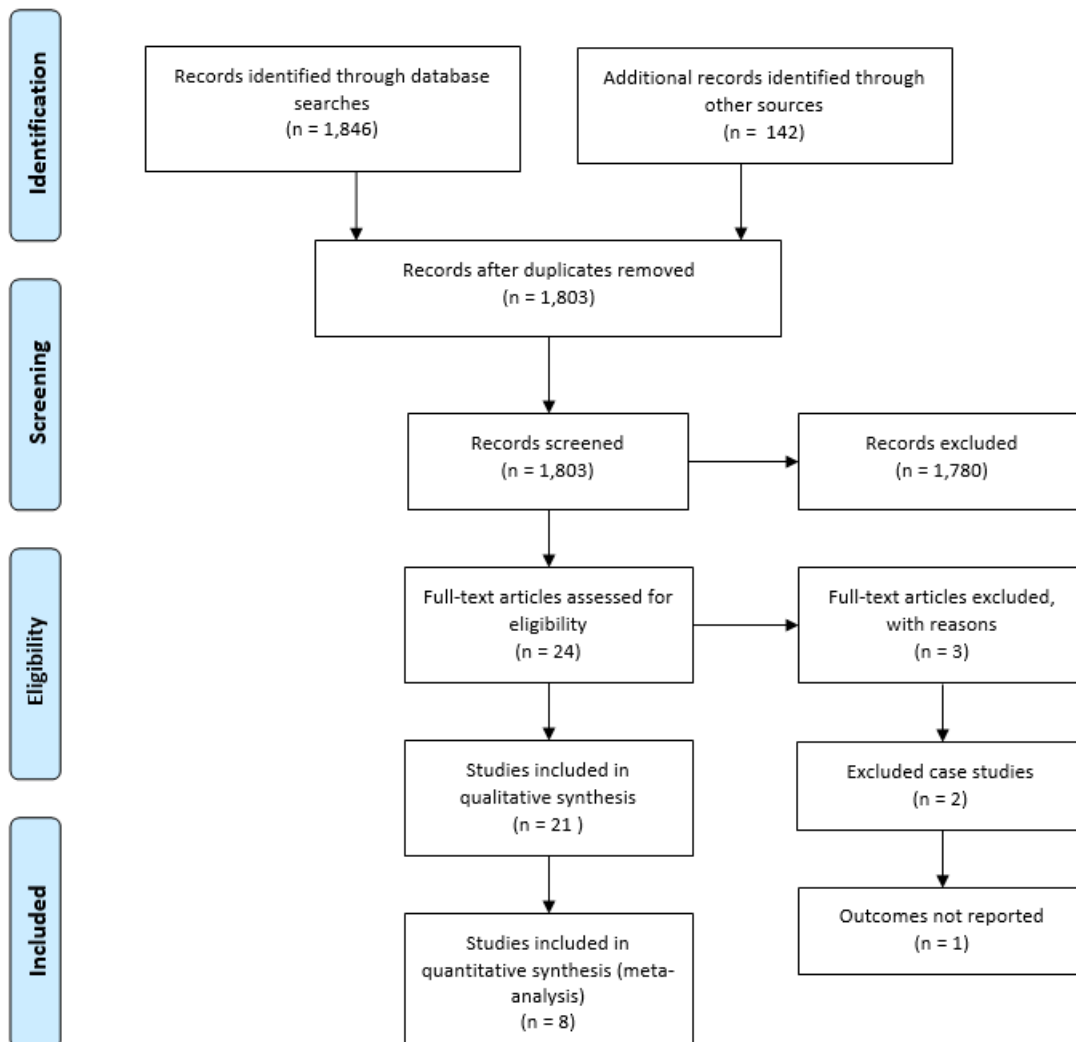 Identification
Records identified through database
searches
(n = 1,846)
Additional records identified through
other sources
(n =  142)
Records after duplicates removed
(n = 1,803)
Screening
Records screened
(n = 1,803)
Records excluded
(n = 1,780)
Eligibility
Full-text articles assessed for
eligibility
(n = 24)
Full-text articles excluded,
with reasons
(n = 3)
Studies included in
qualitative synthesis
(n = 21 )
Excluded case studies
(n = 2)
Included
Studies included in
quantitative synthesis (meta-
analysis)
(n = 8)
Outcomes not reported
(n = 1)